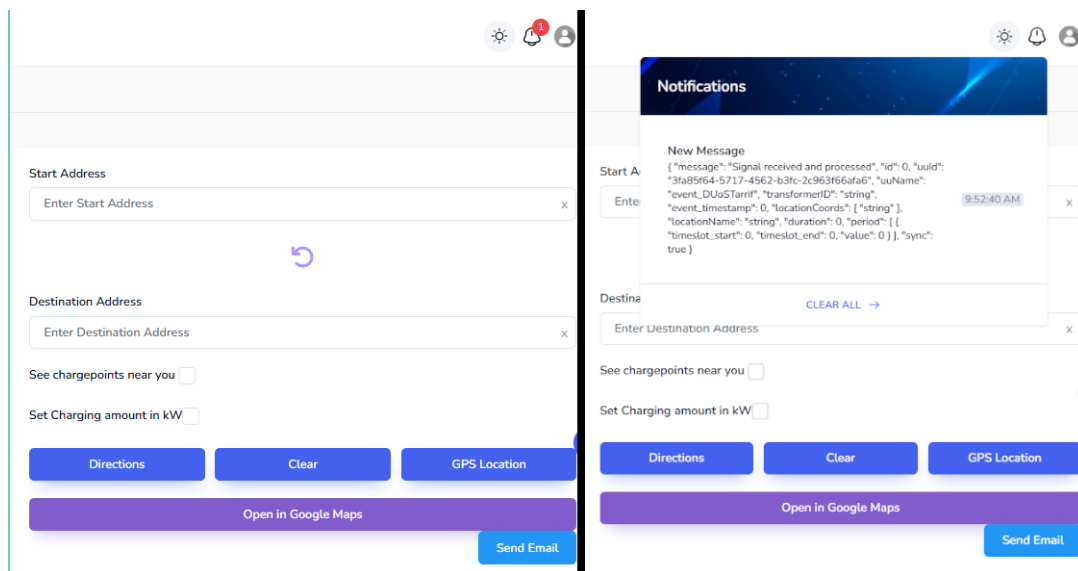 1
Start Address
Enter Start Address
x
Destination Address
Enter Destination Address
x
See chargepoints near you
Set Charging amount in kW
Directions
Clear
GPS Location
Open in Google Maps
Send Email
Notifications
New Message
{ "message": "Signal received and processed", "id": 0, "uuId":
"3fa85f64-5717-4562-b3fc-2c963f66afa6", "uuName":
"event_DUoSTarrif", "transformerID": "string",
"event_timestamp": 0, "locationCoords": [ "string" ],
"locationName": "string", "duration": 0, "period": [ {
"timeslot_start": 0, "timeslot_end": 0, "value": 0 } ], "sync":
true }
9:52:40 AM
CLEAR ALL →
Start A
Ente
x
Destina
Enter Destination Address
x
See chargepoints near you
Set Charging amount in kW
Directions
Clear
GPS Location
Open in Google Maps
Send Email